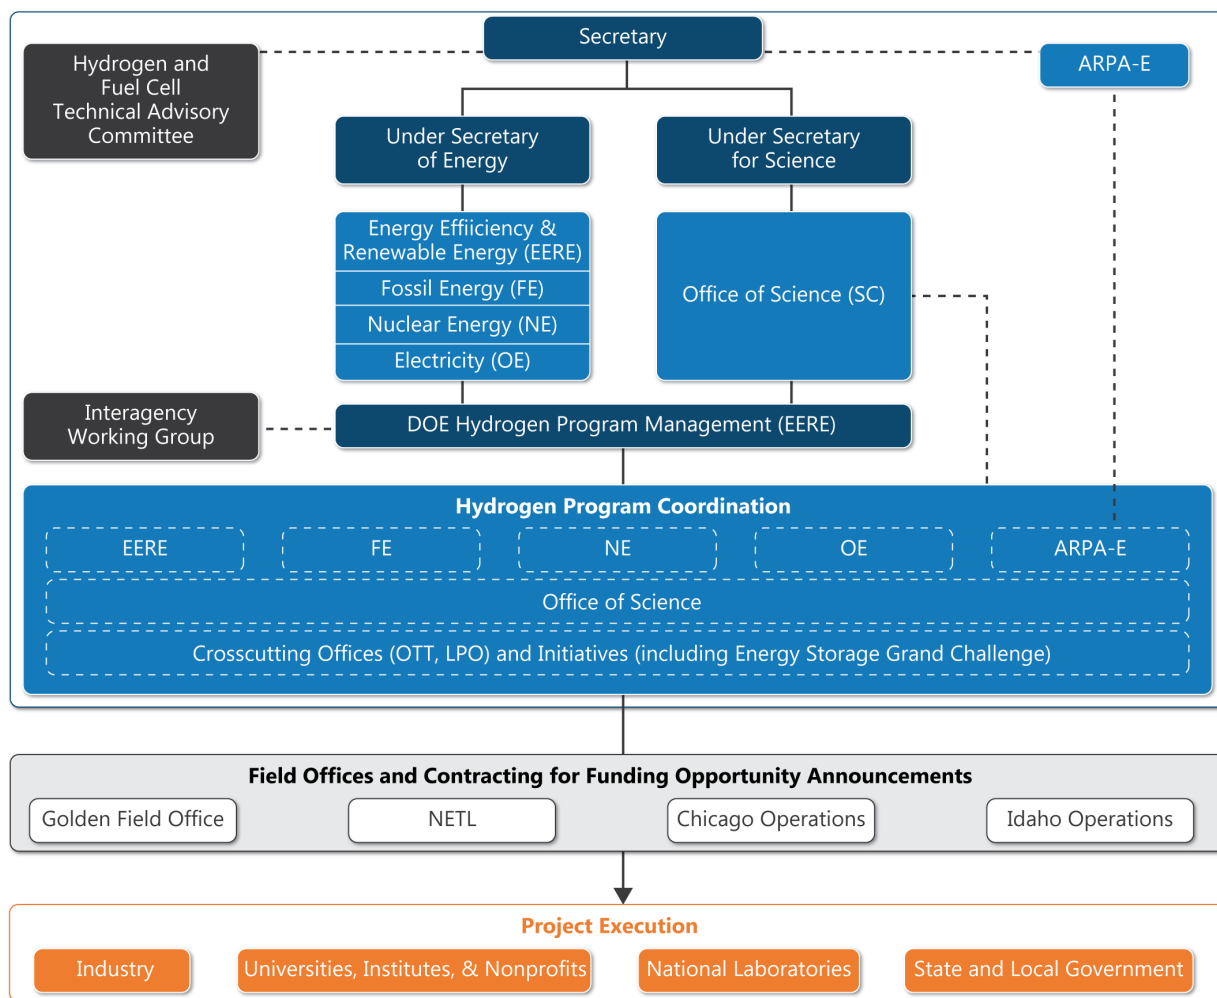 Secretary
Hydrogen and
Fuel Cell
Technical Advisory
Committee
ARPA-E
Under Secretary
of Energy
Under Secretary
for Science
Energy Effiiciency &
Renewable Energy (EERE)
Fossil Energy (FE)
Nuclear Energy (NE)
Electricity (OE)
Office of Science (SC)
Interagency
Working Group
DOE Hydrogen Program Management (EERE)
Hydrogen Program Coordination
EERE
FE
NE
OE
ARPA-E
Office of Science
Crosscutting Offices (OTT, LPO) and Initiatives (including Energy Storage Grand Challenge)
Field Offices and Contracting for Funding Opportunity Announcements
Golden Field Office
NETL
Chicago Operations
Idaho Operations
Project Execution
Industry
Universities, Institutes, & Nonprofits
National Laboratories
State and Local Government